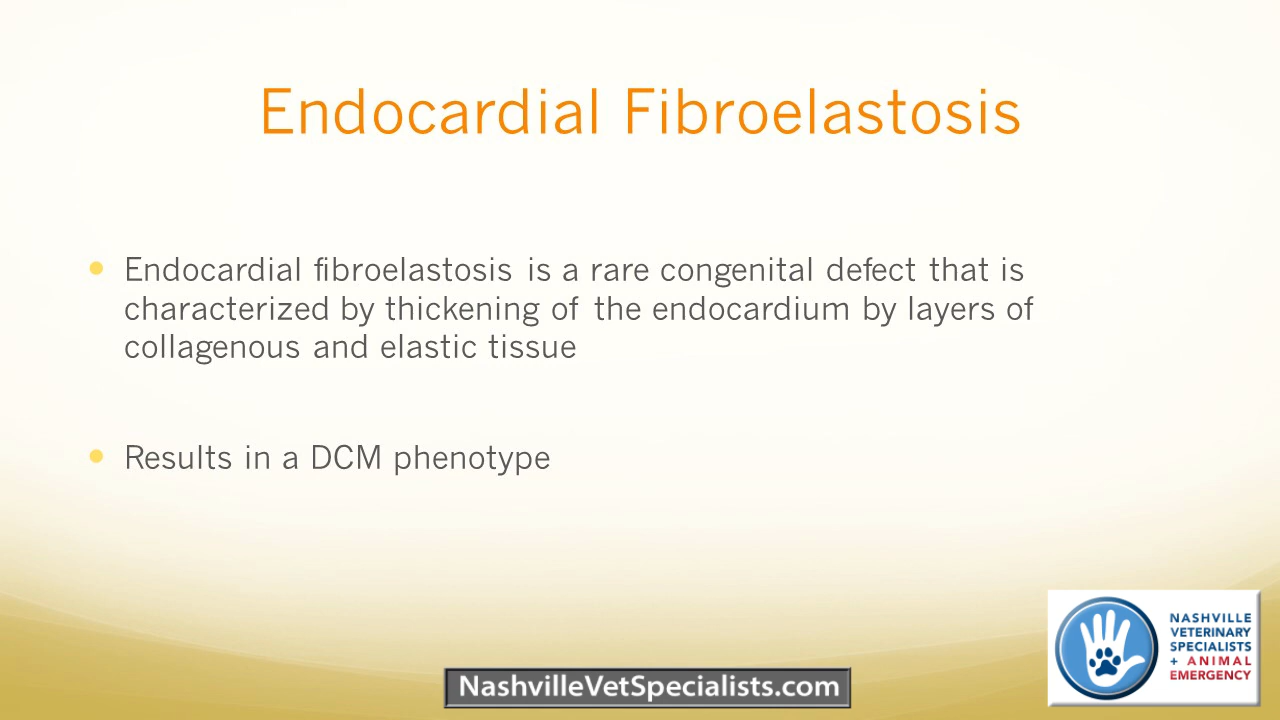 Endocardial Fibroelastosis
• Endocardial fibroelastosis is a rare congenital defect that is
characterized by thickening of the endocardium by layers of
collagenous and elastic tissue
• Results in a DCM phenotype
NASHVILLE
VETERINARY
SPECIALISTS
+ ANIMAL
EMERGENCY
NashvilleVetSpecialists.com